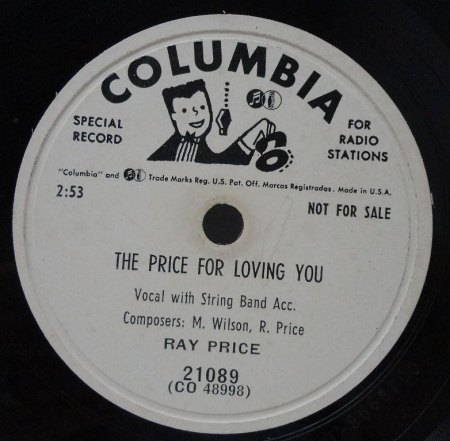 COLUMBIA
SPECIAL
RECORD
FOR
RADIO
STATIONS
"Columbia" and Trade Marks Reg. U.S. Pat. Off. Marcas Registradas. Made in U.S.A.
2:53
NOT FOR SALE
THE PRICE FOR LOVING YOU
Vocal with String Band Acc.
Composers: M. Wilson, R. Price
RAY PRICE
21089
(CO 48998)